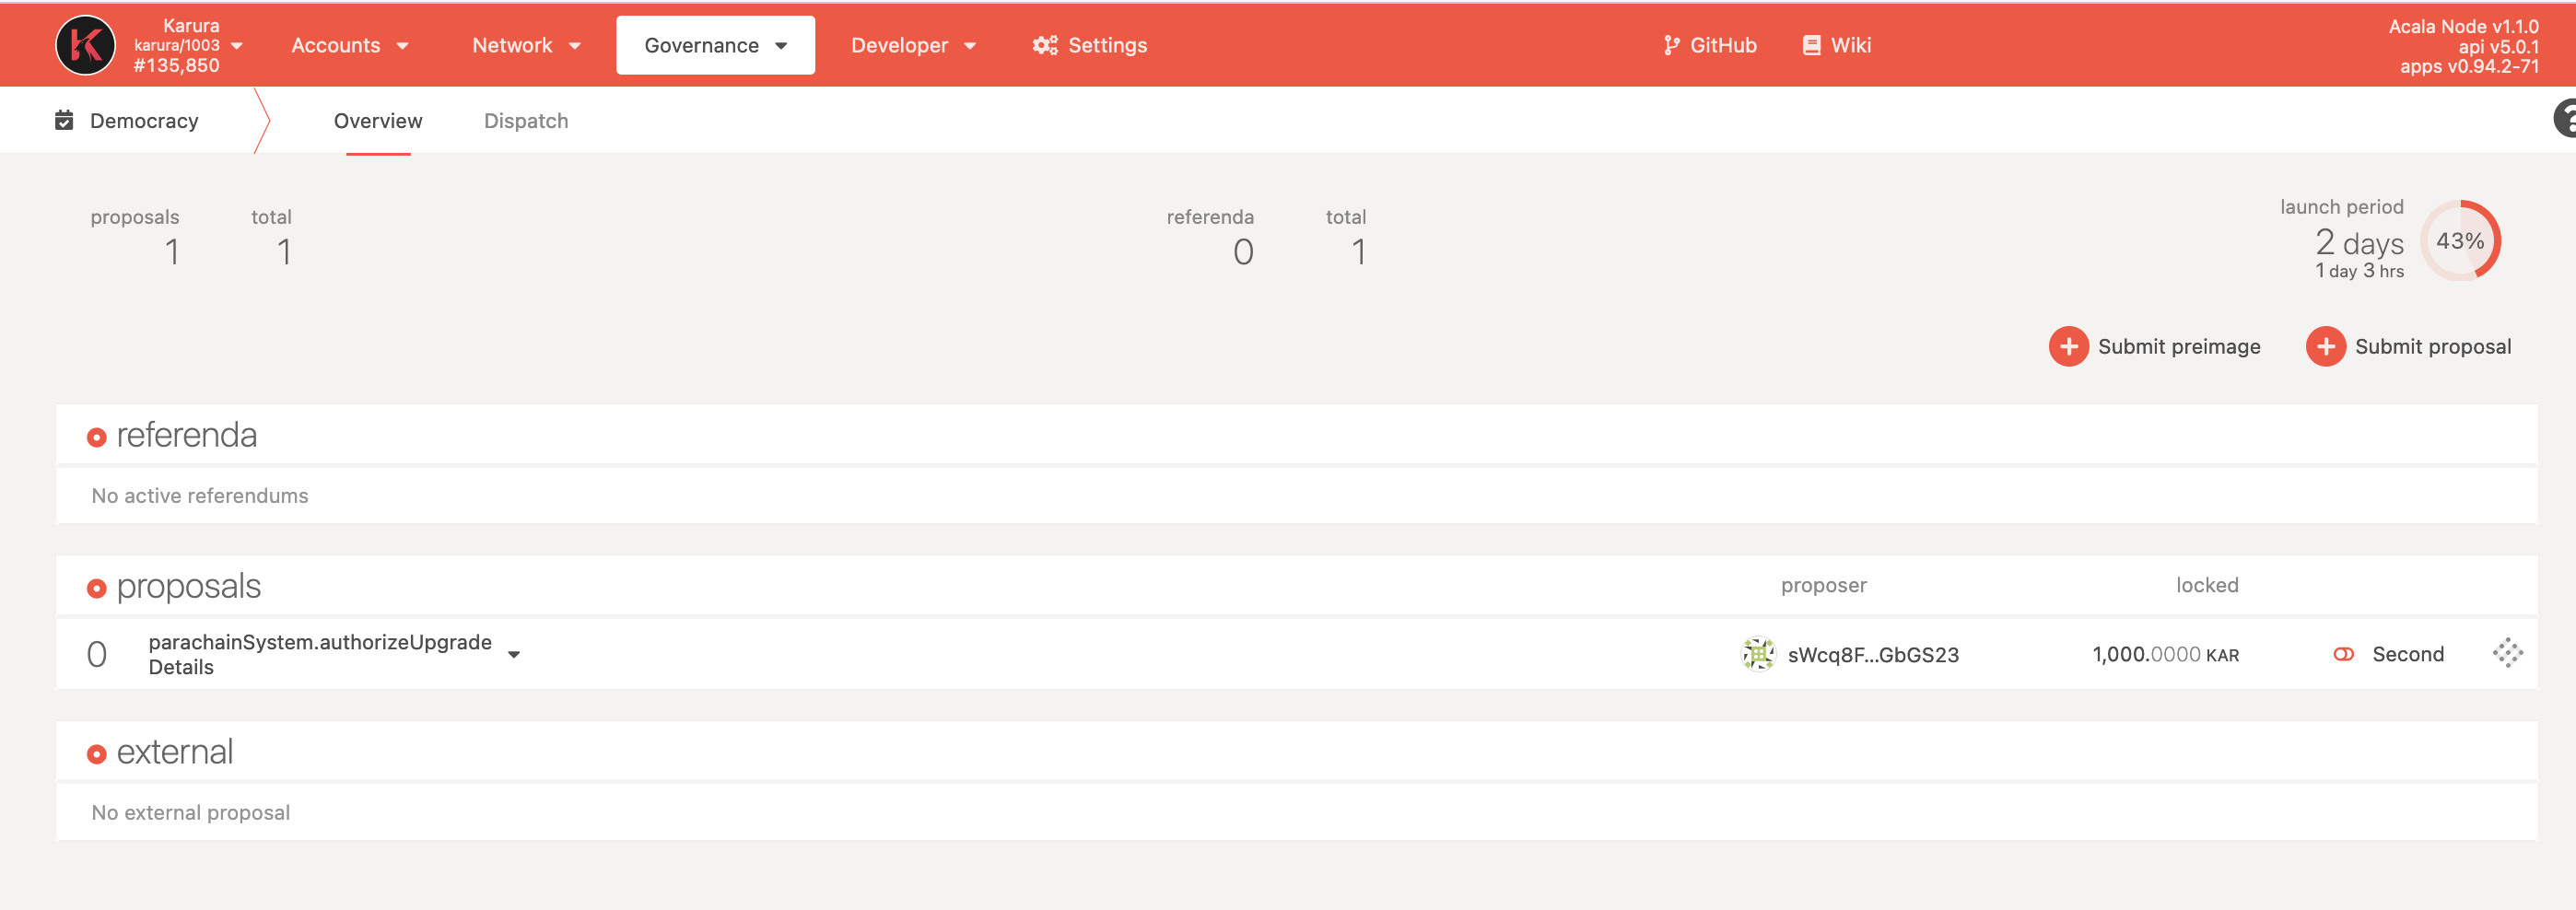 Karura
karura/1003
#135,850
Accounts
Network
Governance
Developer
Settings
GitHub
Wiki
Acala Node v1.1.0
api v5.0.1
apps v0.94.2-71
Democracy
Overview
Dispatch
proposals
1
total
1
referenda
0
total
1
launch period
2 days
1 day 3 hrs
43%
Submit preimage
Submit proposal
referenda
No active referendums
proposals
proposer
locked
0
parachainSystem.authorizeUpgrade
Details
sWcq8F...GbGS23
1,000.0000 KAR
Second
external
No external proposal